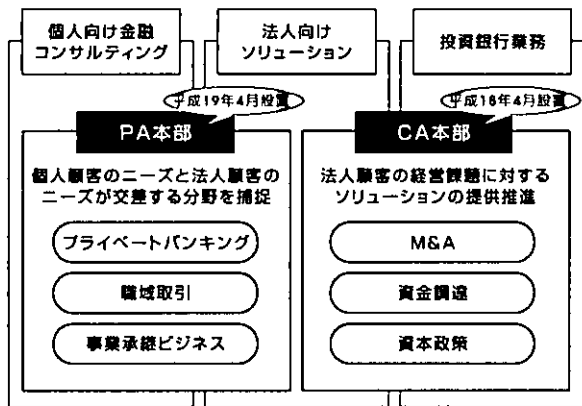 個人向け金融
コンサルティング
法人向け
ソリューション
投資銀行業務
平成19年4月設置
平成18年4月設置
PA本部
CA本部
個人顧客のニーズと法人顧客の
ニーズが交差する分野を捕捉
法人顧客の経営課題に対する
ソリューションの提供推進
プライベートバンキング
職域取引
事業承継ビジネス
M&A
資金調達
資本政策